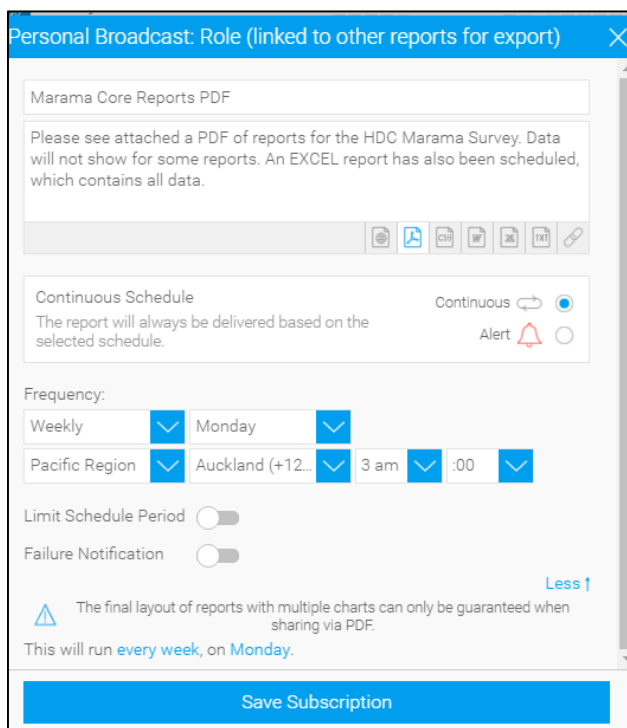 Personal Broadcast: Role (linked to other reports for export)
Marama Core Reports PDF
Please see attached a PDF of reports for the HDC Marama Survey. Data
will not show for some reports. An EXCEL report has also been scheduled,
which contains all data.
CSV W X TXT
Continuous Schedule
Continuous
The report will always be delivered based on the
selected schedule.
Alert
Frequency:
Weekly Monday
Pacific Region Auckland (+12... 3 am :00
Limit Schedule Period
Failure Notification
Less
The final layout of reports with multiple charts can only be guaranteed when
sharing via PDF.
This will run every week, on Monday.
Save Subscription